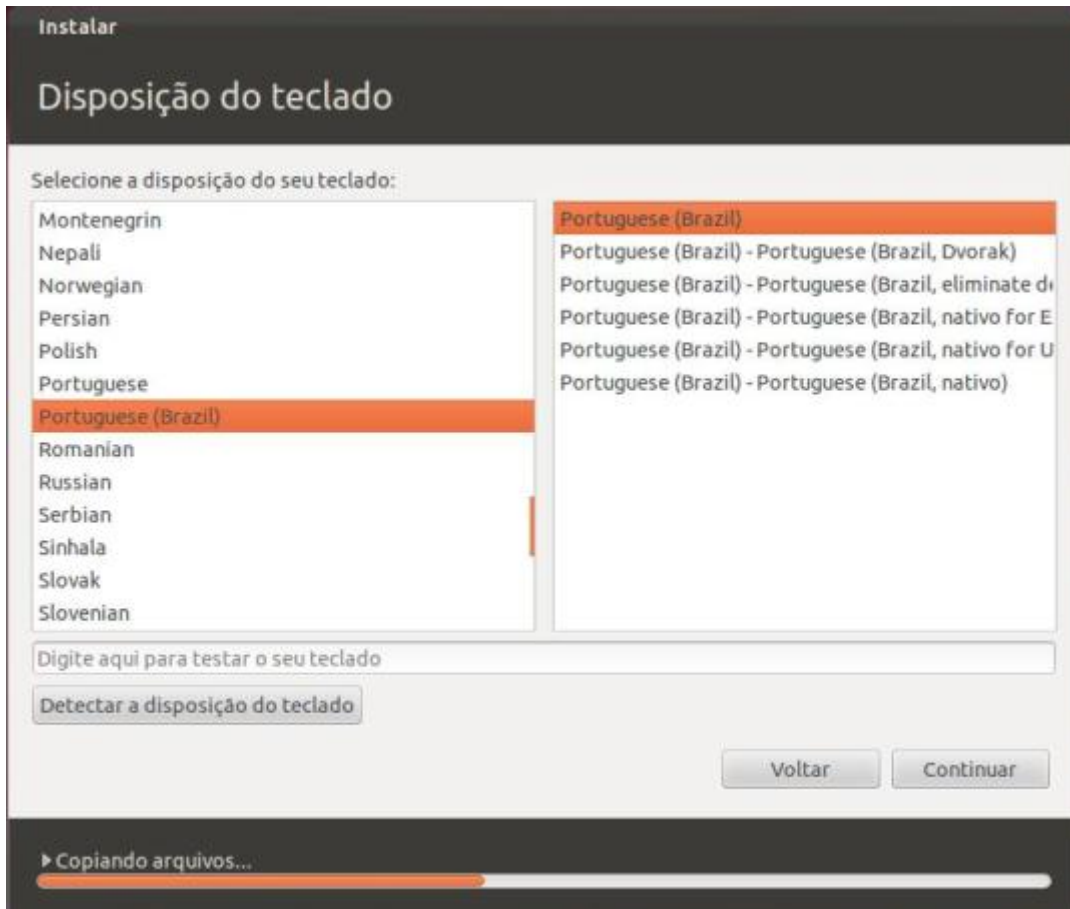 Instalar
Disposição do teclado
Selecione a disposição do seu teclado:
Montenegrin
Nepali
Norwegian
Persian
Polish
Portuguese
Portuguese (Brazil)
Romanian
Russian
Serbian
Sinhala
Slovak
Slovenian
Portuguese (Brazil)
Portuguese (Brazil) - Portuguese (Brazil, Dvorak)
Portuguese (Brazil) - Portuguese (Brazil, eliminate d
Portuguese (Brazil) - Portuguese (Brazil, nativo for E
Portuguese (Brazil) - Portuguese (Brazil, nativo for U
Portuguese (Brazil) - Portuguese (Brazil, nativo)
Digite aqui para testar o seu teclado
Detectar a disposição do teclado
Voltar
Continuar
Copiando arquivos...